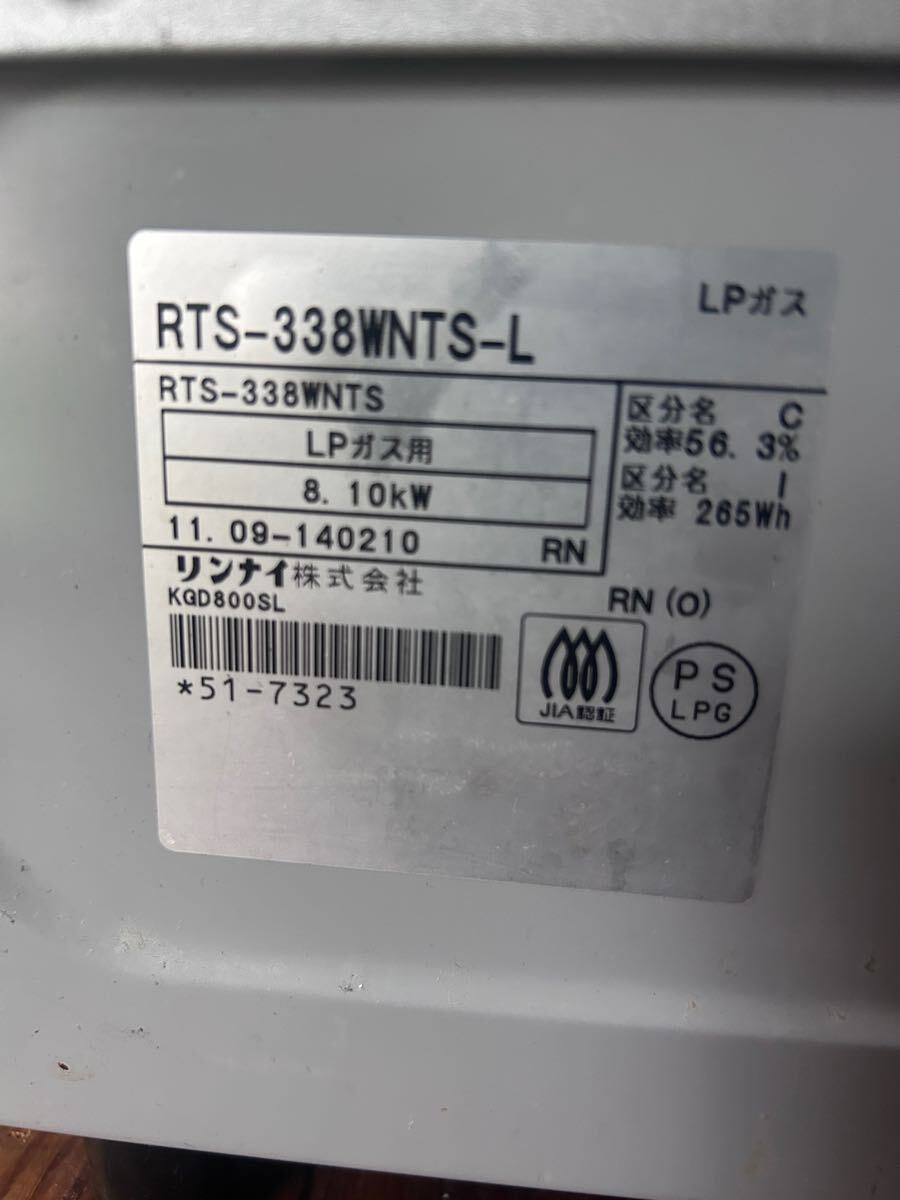 LPガス
RTS-338WNTS-L
RTS-338WNTS
LPガス用
8.10kW
11.09-140210 RN
区分名 C
効率56.3%
区分名 I
効率 265Wh
リンナイ株式会社
KGD800SL
RN(O)
*51-7323
JIA認証
PS
LPG